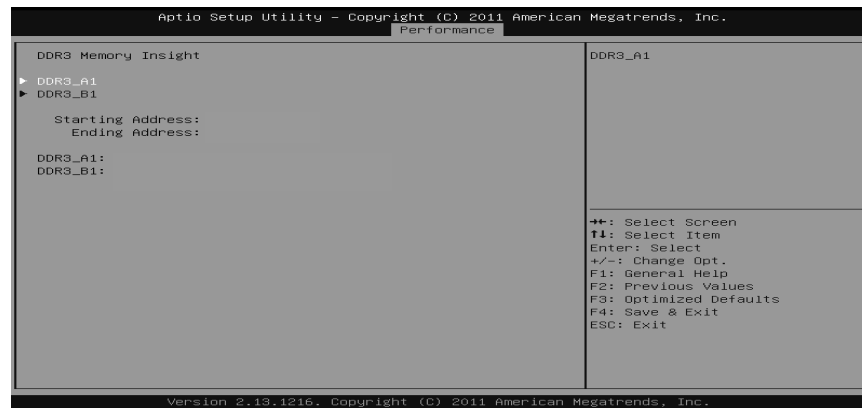 Aptio Setup Utility – Copyright (C) 2011 American Megatrends, Inc.
Performance
DDR3 Memory Insight
► DDR3_A1
► DDR3_B1
Starting Address:
Ending Address:
DDR3_A1:
DDR3_B1:
DDR3_A1
→←: Select Screen
↑↓: Select Item
Enter: Select
+/-: Change Opt.
F1: General Help
F2: Previous Values
F3: Optimized Defaults
F4: Save & Exit
ESC: Exit
Version 2.13.1216. Copyright (C) 2011 American Megatrends, Inc.